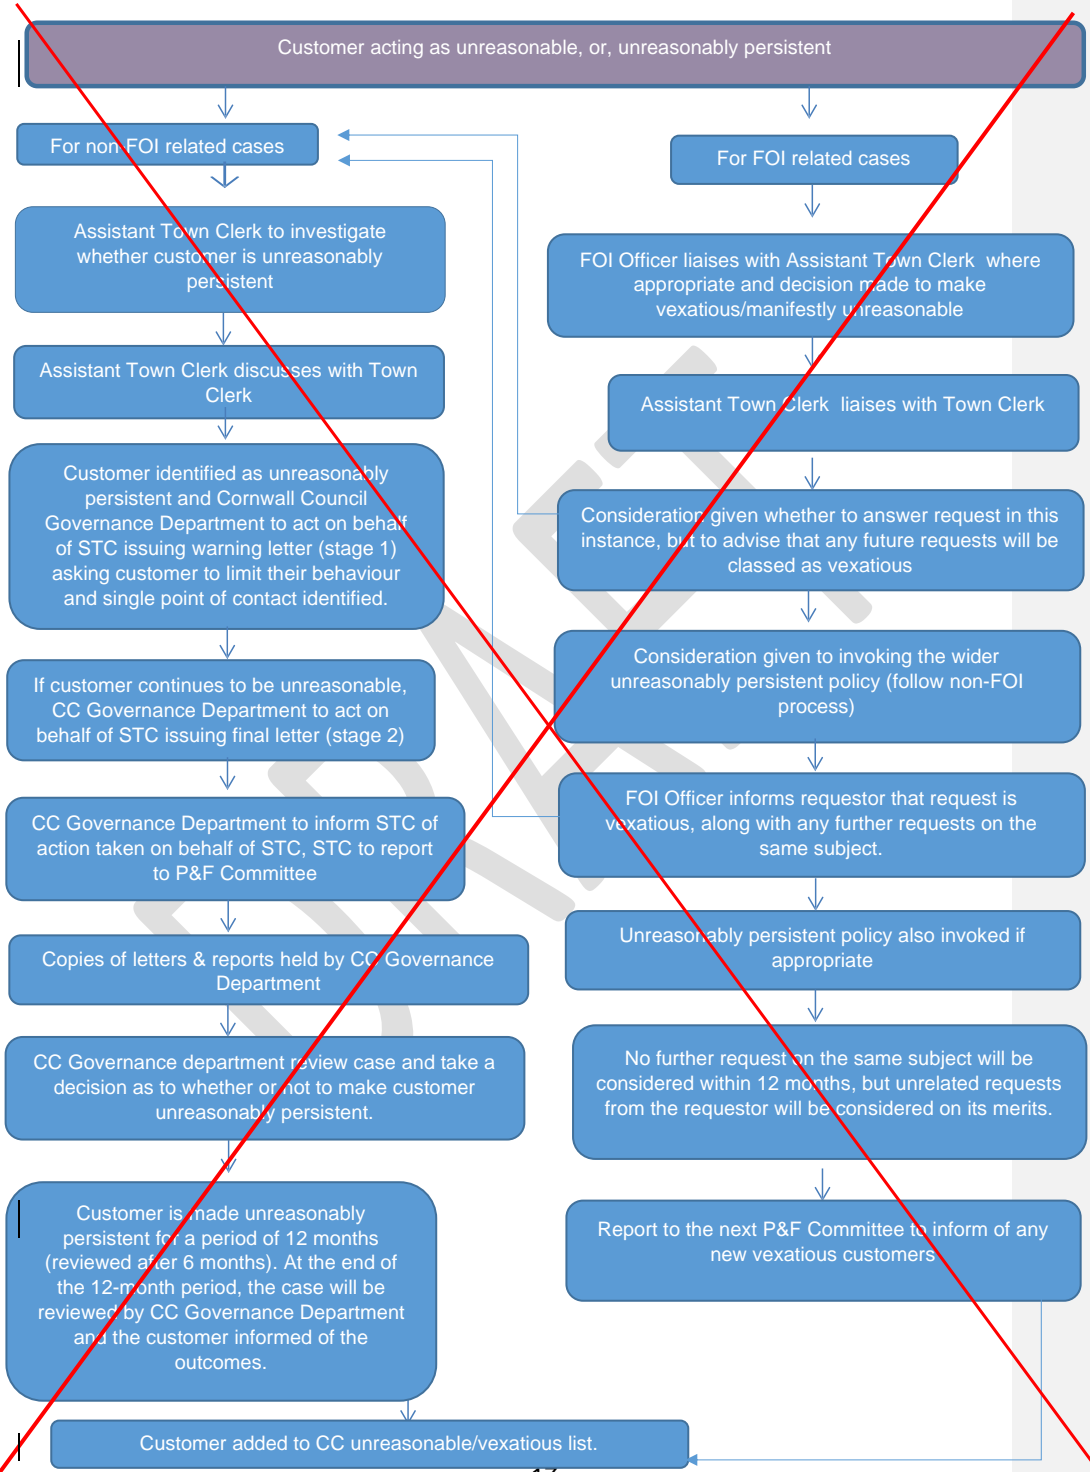 Customer acting as unreasonable, or, unreasonably persistent
For non-FOI related cases
Assistant Town Clerk to investigate
whether customer is unreasonably
persistent
Assistant Town Clerk discusses with Town
Clerk
Customer identified as unreasonably
persistent and Cornwall Council
Governance Department to act on behalf
of STC issuing warning letter (stage 1)
asking customer to limit their behaviour
and single point of contact identified.
If customer continues to be unreasonable,
CC Governance Department to act on
behalf of STC issuing final letter (stage 2)
CC Governance Department to inform STC of
action taken on behalf of STC, STC to report
to P&F Committee
Copies of letters & reports held by CC Governance
Department
CC Governance department review case and take a
decision as to whether or not to make customer
unreasonably persistent.
Customer is made unreasonably
persistent for a period of 12 months
(reviewed after 6 months). At the end of
the 12-month period, the case will be
reviewed by CC Governance Department
and the customer informed of the
outcomes.
For FOI related cases
FOI Officer liaises with Assistant Town Clerk where
appropriate and decision made to make
vexatious/manifestly unreasonable
Assistant Town Clerk liaises with Town Clerk
Consideration given whether to answer request in this
instance, but to advise that any future requests will be
classed as vexatious
Consideration given to invoking the wider
unreasonably persistent policy (follow non-FOI
process)
FOI Officer informs requestor that request is
vexatious, along with any further requests on the
same subject.
Unreasonably persistent policy also invoked if
appropriate
No further request on the same subject will be
considered within 12 months, but unrelated requests
from the requestor will be considered on its merits.
Report to the next P&F Committee to inform of any
new vexatious customers
Customer added to CC unreasonable/vexatious list.
DRAFT